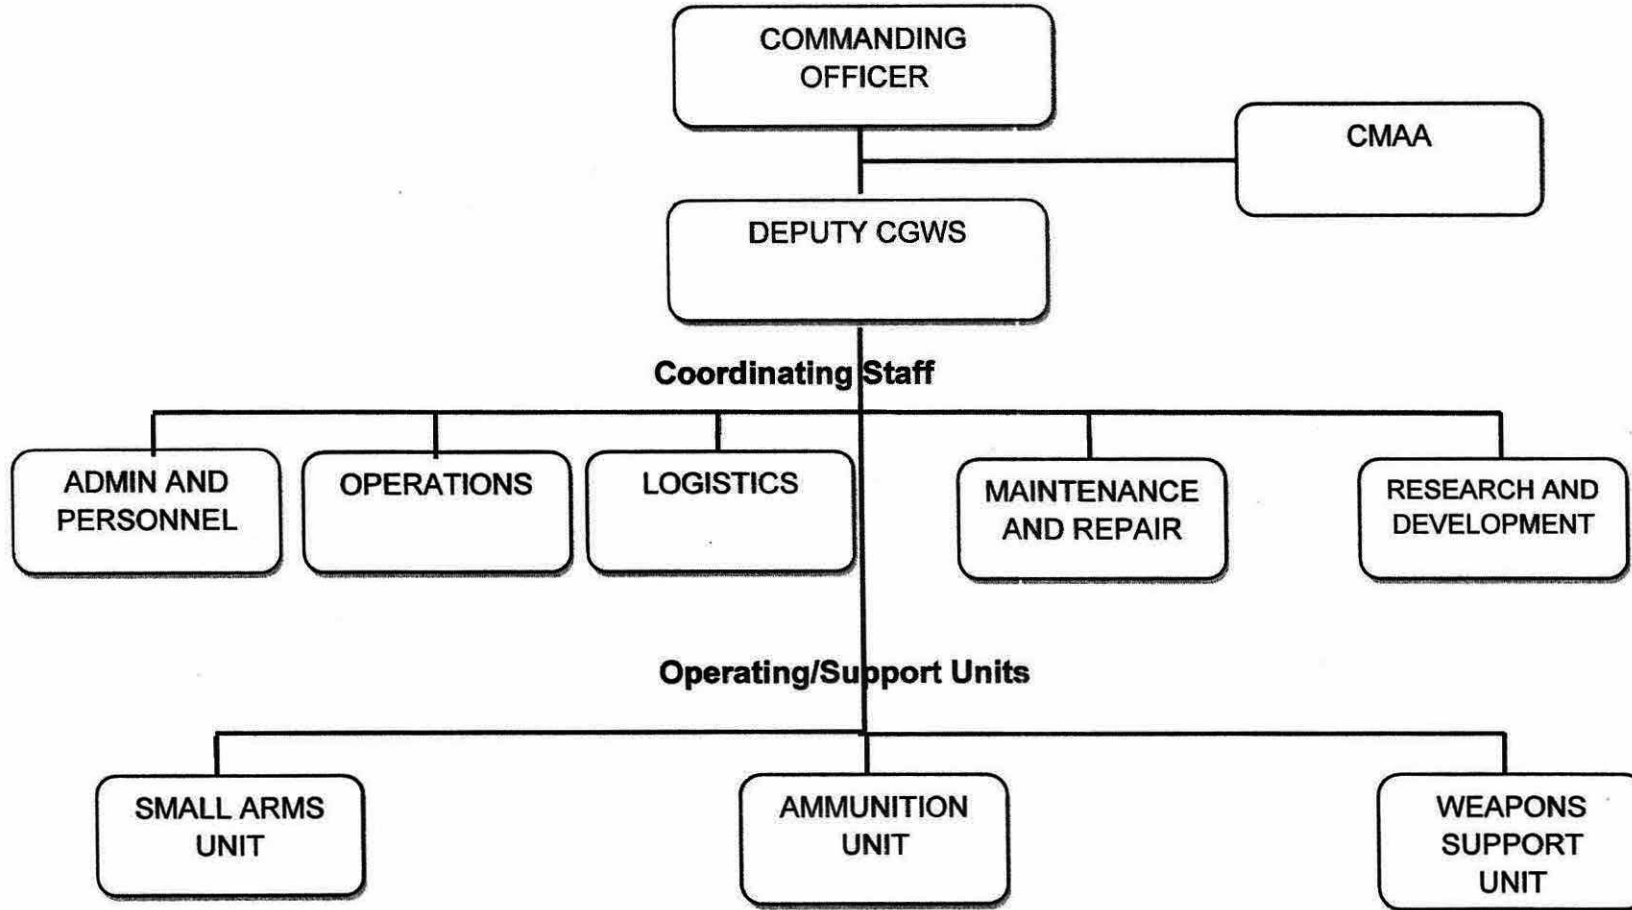 COMMANDING
OFFICER
CMAA
DEPUTY CGWS
Coordinating Staff
ADMIN AND
PERSONNEL
OPERATIONS
LOGISTICS
MAINTENANCE
AND REPAIR
RESEARCH AND
DEVELOPMENT
Operating/Support Units
SMALL ARMS
UNIT
AMMUNITION
UNIT
WEAPONS
SUPPORT
UNIT